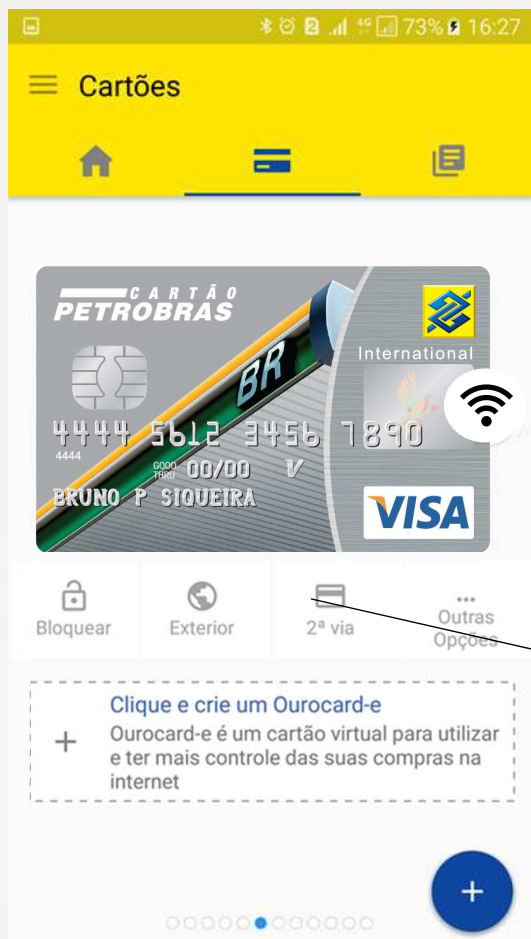 4G 73% 16:27
Cartões
CARTÃO
PETROBRAS
International
BR
4444 5612 3456 7890
4444
GOOD THRU 00/00 V
BRUNO P SIQUEIRA
VISA
Bloquear
Exterior
2ª via
...
Outras
Opções
Clique e crie um Ourocard-e
+ Ourocard-e é um cartão virtual para utilizar
e ter mais controle das suas compras na
internet
+